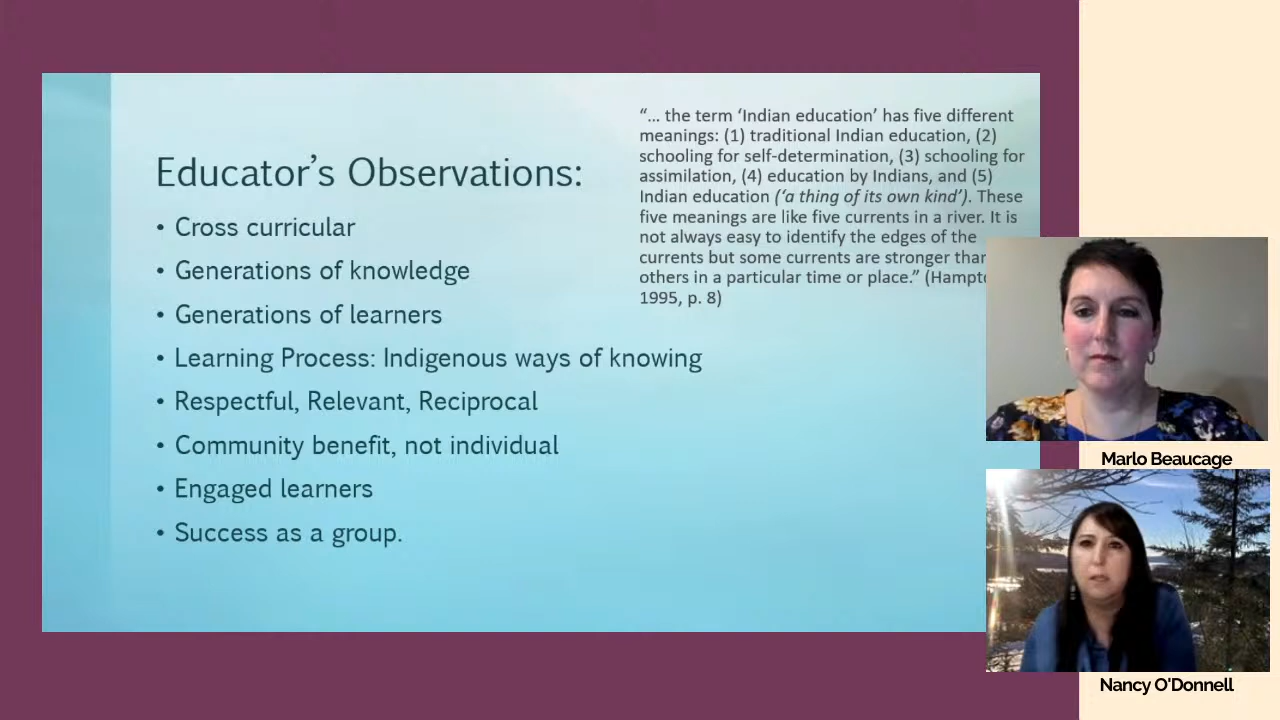 Educator’s Observations:
• Cross curricular
• Generations of knowledge
• Generations of learners
• Learning Process: Indigenous ways of knowing
• Respectful, Relevant, Reciprocal
• Community benefit, not individual
• Engaged learners
• Success as a group.
“... the term ‘Indian education’ has five different
meanings: (1) traditional Indian education, (2)
schooling for self-determination, (3) schooling for
assimilation, (4) education by Indians, and (5)
Indian education (‘a thing of its own kind’). These
five meanings are like five currents in a river. It is
not always easy to identify the edges of the
currents but some currents are stronger
others in a particular time or place.”
1995, p. 8)
Marlo Beaucage
Nancy O'Donnell